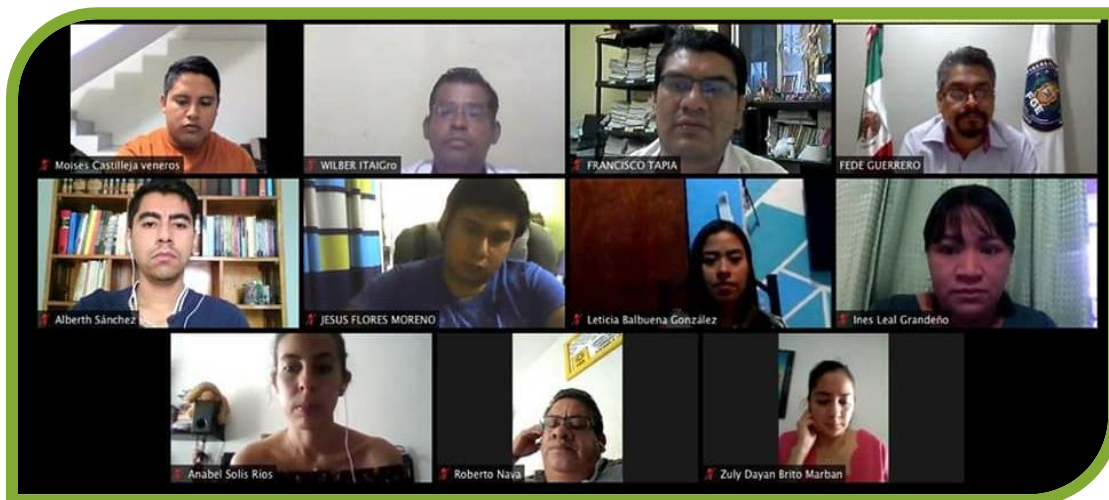 Moises Castilleja veneros
WILBER ITAIGro
FRANCISCO TAPIA
FEDE GUERRERO
FGE
Alberth Sánchez
JESUS FLORES MORENO
Leticia Balbuena González
Ines Leal Grandeño
Anabel Solis Rios
Roberto Nava
Zuly Dayan Brito Marban